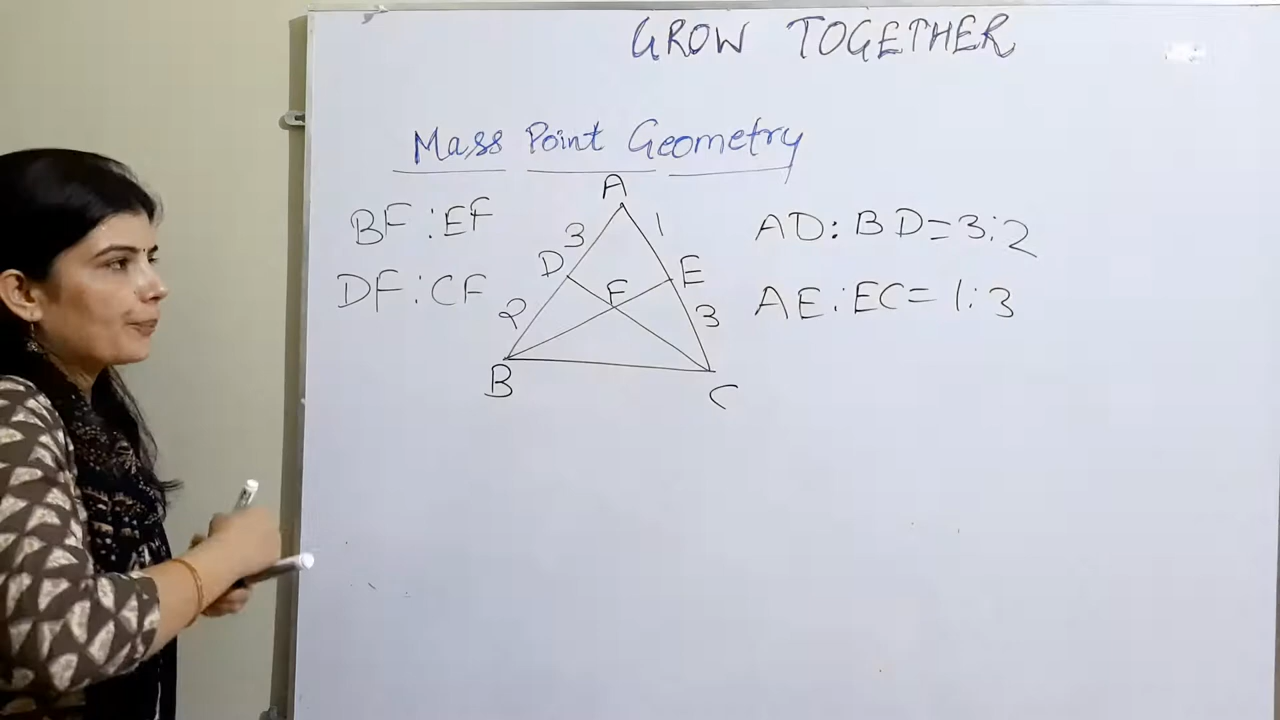 GROW TOGETHER
Mass Point Geometry
BF : EF
DF : CF
A
3
1
D
E
F
2
3
B
C
AD : BD = 3 : 2
AE : EC = 1 : 3